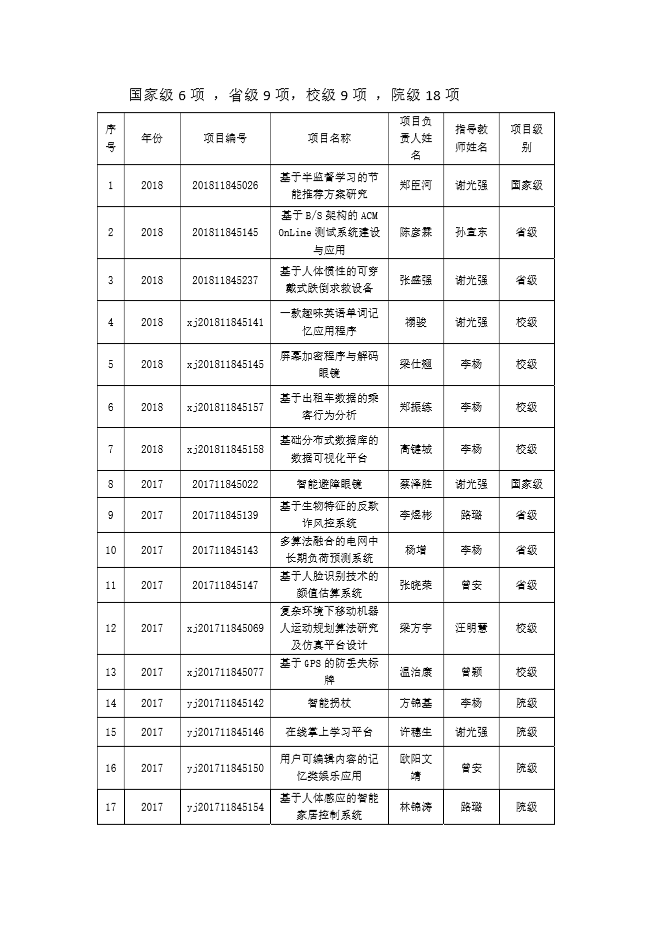 国家级 6 项 ，省级 9 项，校级 9 项 ，院级 18 项
序号 年份 项目编号 项目名称 项目负责人姓名 指导教师姓名 项目级别
1 2018 201811845026 基于半监督学习的节能推荐方案研究 郑臣河 谢光强 国家级
2 2018 201811845145 基于 B/S 架构的 ACM OnLine 测试系统建设与应用 陈彦霖 孙宣东 省级
3 2018 201811845237 基于人体惯性的可穿戴式跌倒求救设备 张盛强 谢光强 省级
4 2018 xj201811845141 一款趣味英语单词记忆应用程序 禤骏 谢光强 校级
5 2018 xj201811845145 屏幕加密程序与解码眼镜 梁仕翘 李杨 校级
6 2018 xj201811845157 基于出租车数据的乘客行为分析 郑振练 李杨 校级
7 2018 xj201811845158 基础分布式数据库的数据可视化平台 高键城 李杨 校级
8 2017 201711845022 智能避障眼镜 蔡泽胜 谢光强 国家级
9 2017 201711845139 基于生物特征的反欺诈风控系统 李煜彬 路璐 省级
10 2017 201711845143 多算法融合的电网中长期负荷预测系统 杨增 李杨 省级
11 2017 201711845147 基于人脸识别技术的颜值估算系统 张晓荣 曾安 省级
12 2017 xj201711845069 复杂环境下移动机器人运动规划算法研究及仿真平台设计 梁方宇 汪明慧 校级
13 2017 xj201711845077 基于 GPS 的防丢失标牌 温治康 曾颖 校级
14 2017 yj201711845142 智能拐杖 方锦基 李杨 院级
15 2017 yj201711845146 在线掌上学习平台 许穗生 谢光强 院级
16 2017 yj201711845150 用户可编辑内容的记忆类娱乐应用 欧阳文靖 曾安 院级
17 2017 yj201711845154 基于人体感应的智能家居控制系统 林锦涛 路璐 院级